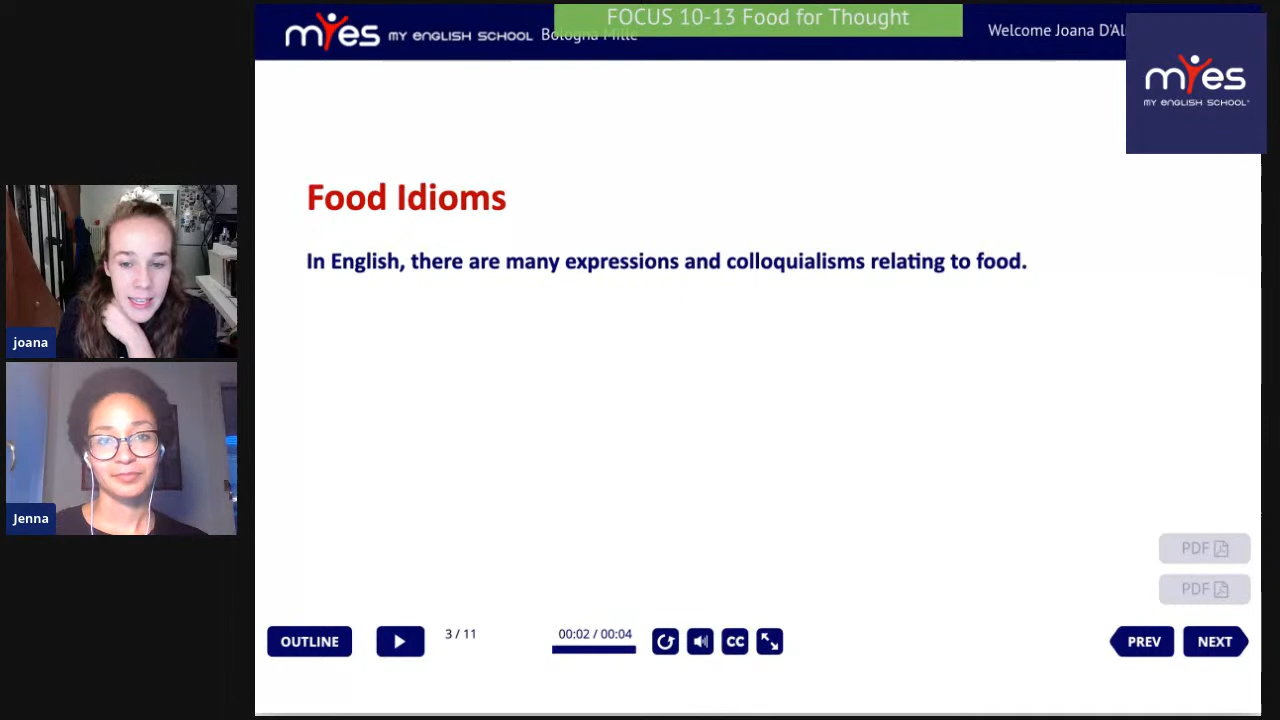 FOCUS 10-13 Food for Thought
myes MY ENGLISH SCHOOL Bologna Mille
Welcome Joana D'Al
myes
MY ENGLISH SCHOOL
Food Idioms
In English, there are many expressions and colloquialisms relating to food.
joana
Jenna
PDF
PDF
OUTLINE
3 / 11
00:02 / 00:04
CC
PREV
NEXT